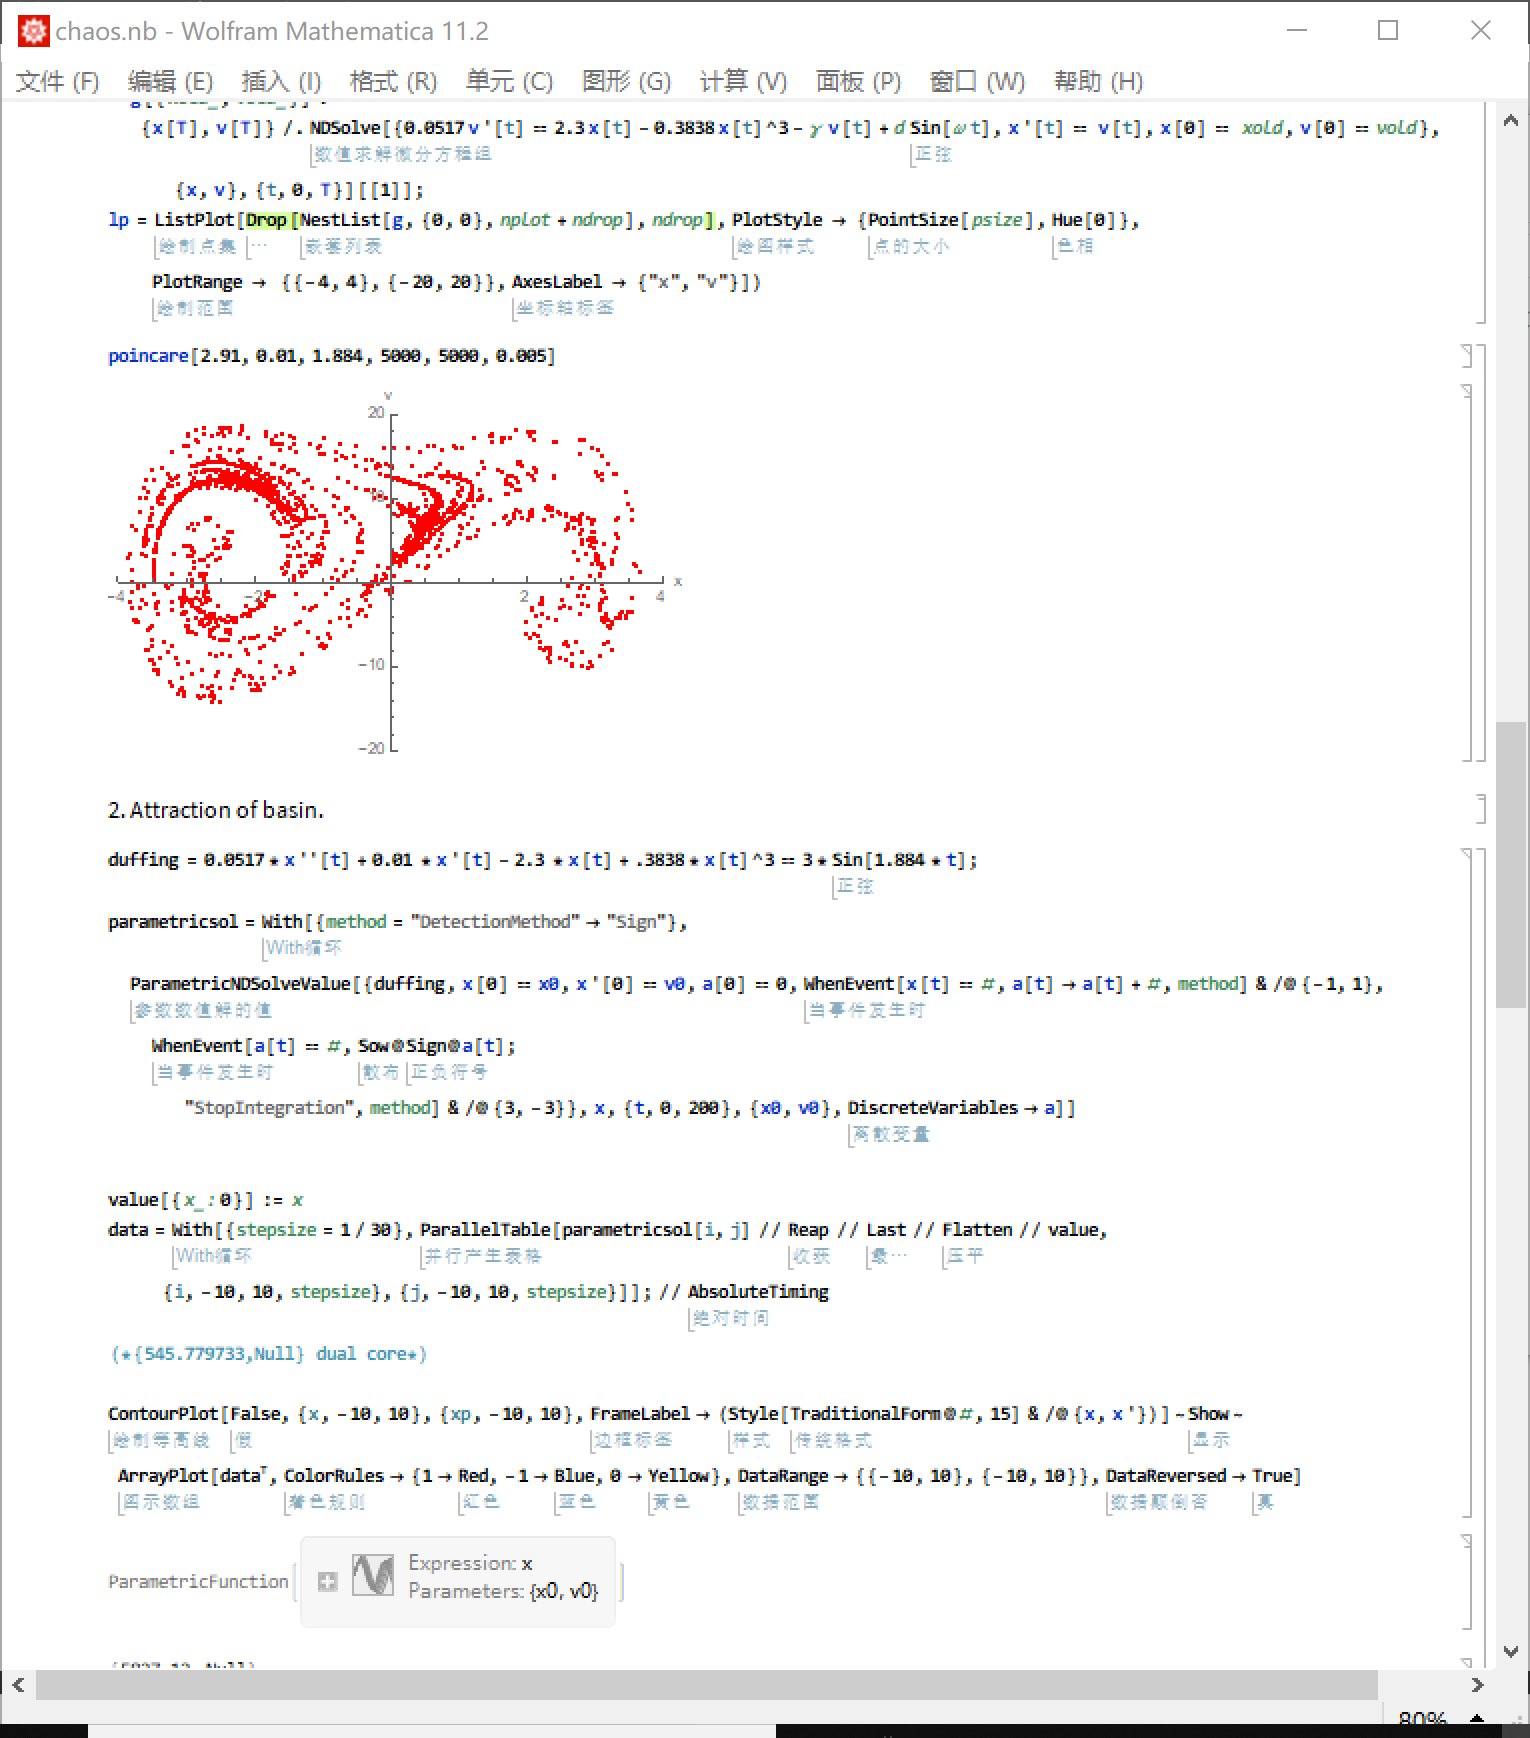 chaos.nb - Wolfram Mathematica 11.2
文件 (F) 编辑 (E) 插入 (I) 格式 (R) 单元 (C) 图形 (G) 计算 (V) 面板 (P) 窗口 (W) 帮助 (H)
{x[T], v[T]} /. NDSolve[{0.0517 v '[t] == 2.3 x[t] - 0.3838 x[t]^3 - γ v[t] + d Sin[ω t], x '[t] == v[t], x[0] == xold, v[0] == vold},
数值求解微分方程组 正弦
{x, v}, {t, 0, T}][[1]];
lp = ListPlot[Drop[NestList[g, {0, 0}, nplot + ndrop], ndrop], PlotStyle → {PointSize[psize], Hue[0]},
绘制点集 ⋯ 嵌套列表 绘图样式 点的大小 色相
PlotRange → {{-4, 4}, {-20, 20}}, AxesLabel → {"x", "v"}])
绘制范围 坐标轴标签
poincare[2.91, 0.01, 1.884, 5000, 5000, 0.005]
v
20
10
x
-4 -2 2 4
-10
-20
2. Attraction of basin.
duffing = 0.0517 * x ''[t] + 0.01 * x '[t] - 2.3 * x[t] + .3838 * x[t]^3 == 3 * Sin[1.884 * t];
正弦
parametricsol = With[{method = "DetectionMethod" → "Sign"},
With循环
ParametricNDSolveValue[{duffing, x[0] == x0, x '[0] == v0, a[0] == 0, WhenEvent[x[t] == #, a[t] → a[t] + #, method] & /@ {-1, 1},
参数数值解的值 当事件发生时
WhenEvent[a[t] == #, Sow@Sign@a[t];
当事件发生时 散布 正负符号
"StopIntegration", method] & /@ {3, -3}}, x, {t, 0, 200}, {x0, v0}, DiscreteVariables → a]]
离散变量
value[{x_: 0}] := x
data = With[{stepsize = 1 / 30}, ParallelTable[parametricsol[i, j] // Reap // Last // Flatten // value,
With循环 并行产生表格 收获 最⋯ 压平
{i, -10, 10, stepsize}, {j, -10, 10, stepsize}]]; // AbsoluteTiming
绝对时间
(*{545.779733,Null} dual core*)
ContourPlot[False, {x, -10, 10}, {xp, -10, 10}, FrameLabel → (Style[TraditionalForm@#, 15] & /@ {x, x '})] ~ Show ~
绘制等高线 假 边框标签 样式 传统格式 显示
ArrayPlot[dataᵀ, ColorRules → {1 → Red, -1 → Blue, 0 → Yellow}, DataRange → {{-10, 10}, {-10, 10}}, DataReversed → True]
图示数组 着色规则 红色 蓝色 黄色 数据范围 数据颠倒否 真
Expression: x
ParametricFunction[ ]
Parameters: {x0, v0}
80%